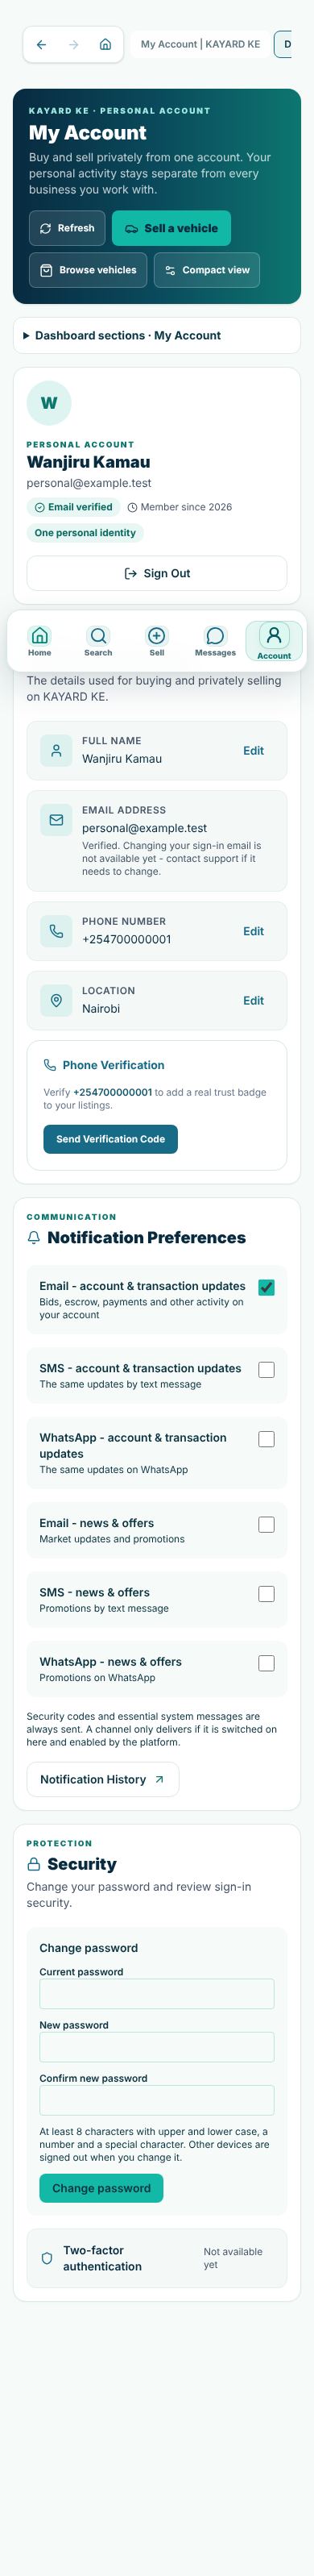 My Account | KAYARD KE
D
KAYARD KE · PERSONAL ACCOUNT
My Account
Buy and sell privately from one account. Your
personal activity stays separate from every
business you work with.
Refresh
Sell a vehicle
Browse vehicles
Compact view
Dashboard sections · My Account
W
PERSONAL ACCOUNT
Wanjiru Kamau
personal@example.test
Email verified
Member since 2026
One personal identity
Sign Out
Home
Search
Sell
Messages
Account
The details used for buying and privately selling
on KAYARD KE.
FULL NAME
Wanjiru Kamau
Edit
EMAIL ADDRESS
personal@example.test
Verified. Changing your sign-in email is
not available yet - contact support if it
needs to change.
PHONE NUMBER
+254700000001
Edit
LOCATION
Nairobi
Edit
Phone Verification
Verify +254700000001 to add a real trust badge
to your listings.
Send Verification Code
COMMUNICATION
Notification Preferences
Email - account & transaction updates
Bids, escrow, payments and other activity on
your account
SMS - account & transaction updates
The same updates by text message
WhatsApp - account & transaction
updates
The same updates on WhatsApp
Email - news & offers
Market updates and promotions
SMS - news & offers
Promotions by text message
WhatsApp - news & offers
Promotions on WhatsApp
Security codes and essential system messages are
always sent. A channel only delivers if it is switched on
here and enabled by the platform.
Notification History
PROTECTION
Security
Change your password and review sign-in
security.
Change password
Current password
New password
Confirm new password
At least 8 characters with upper and lower case, a
number and a special character. Other devices are
signed out when you change it.
Change password
Two-factor
authentication
Not available
yet